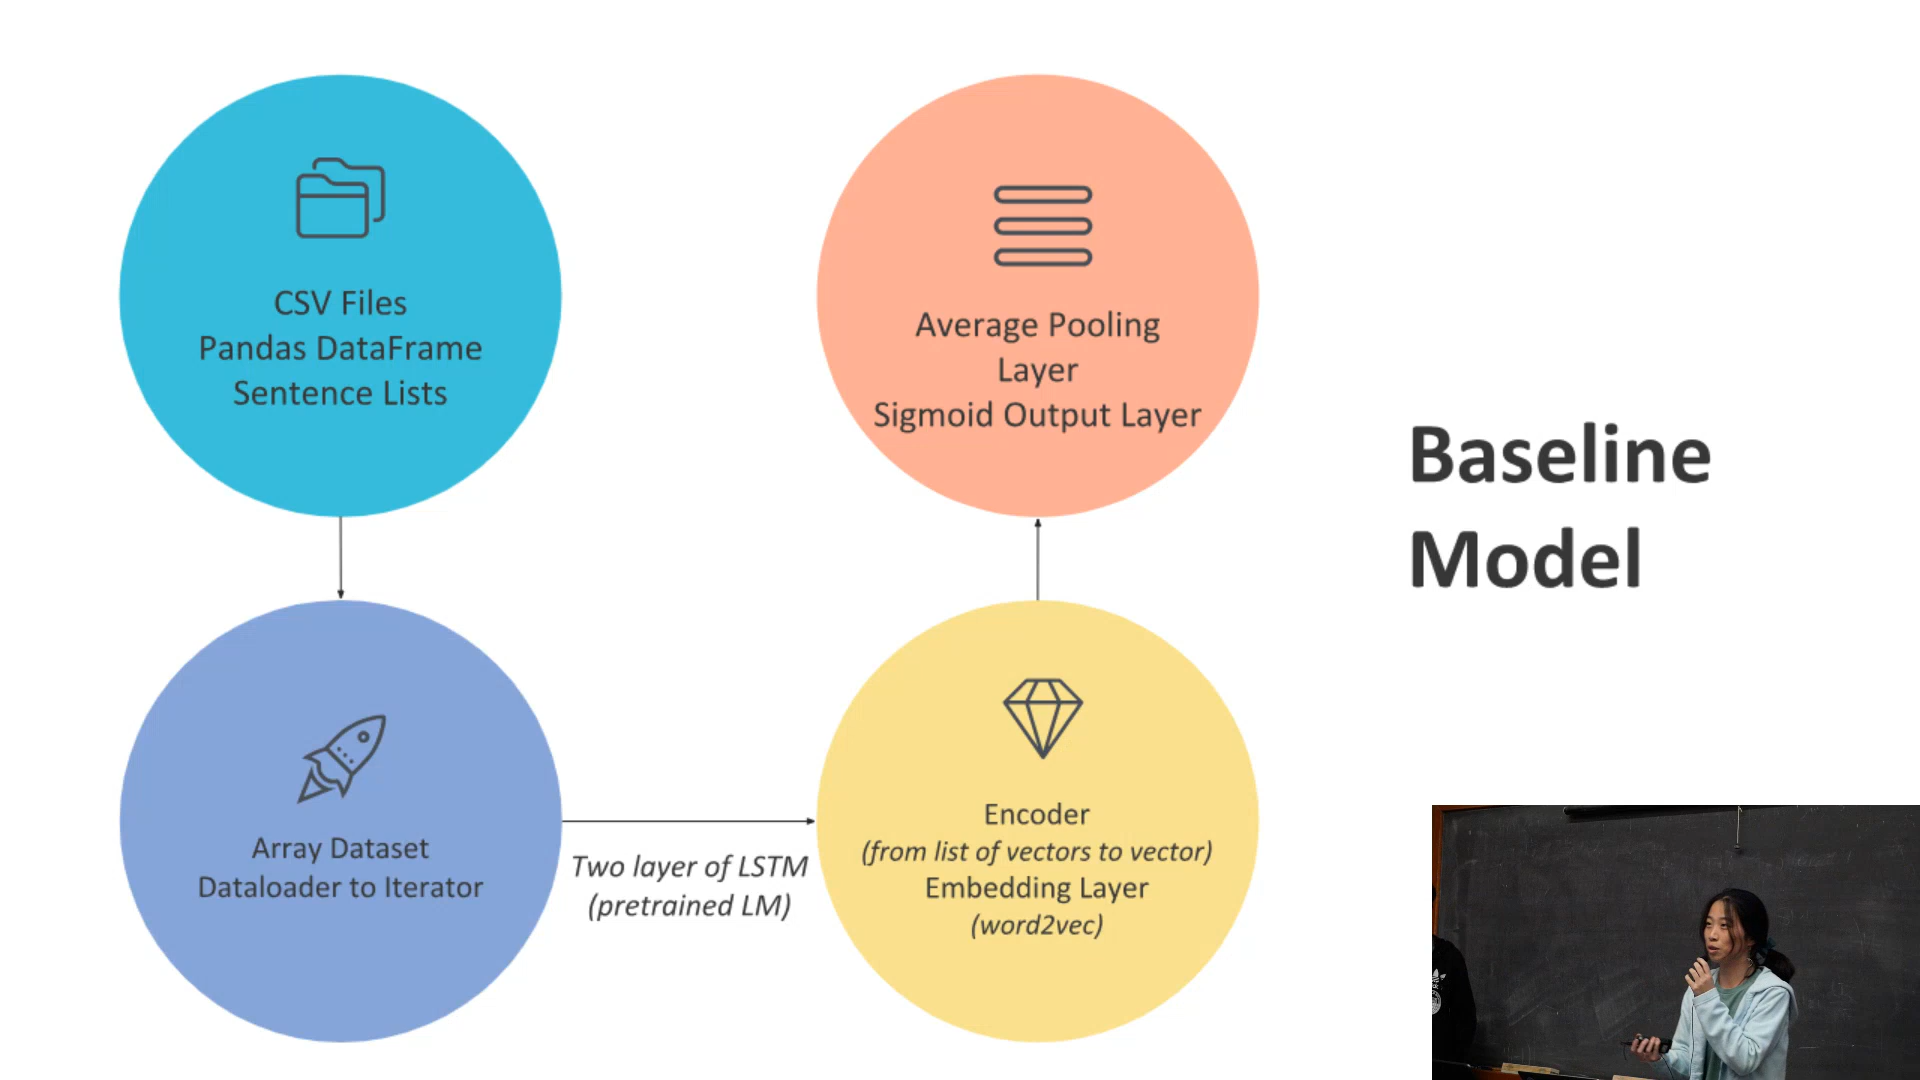 CSV Files
Pandas DataFrame
Sentence Lists
Array Dataset
Dataloader to Iterator
Two layer of LSTM
(pretrained LM)
Encoder
(from list of vectors to vector)
Embedding Layer
(word2vec)
Average Pooling
Layer
Sigmoid Output Layer
Baseline
Model